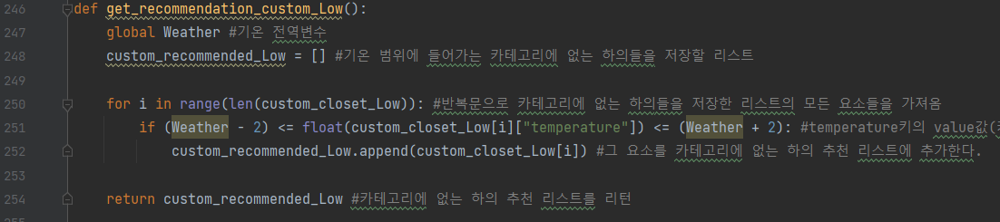 246 def get_recommendation_custom_Low():
247 global Weather #기온 전역변수
248 custom_recommended_Low = [] #기온 범위에 들어가는 카테고리에 없는 하의들을 저장할 리스트
249
250 for i in range(len(custom_closet_Low)): #반복문으로 카테고리에 없는 하의들을 저장한 리스트의 모든 요소들을 가져옴
251 if (Weather - 2) <= float(custom_closet_Low[i]["temperature"]) <= (Weather + 2): #temperature키의 value값(
252 custom_recommended_Low.append(custom_closet_Low[i]) #그 요소를 카테고리에 없는 하의 추천 리스트에 추가한다.
253
254 return custom_recommended_Low #카테고리에 없는 하의 추천 리스트를 리턴